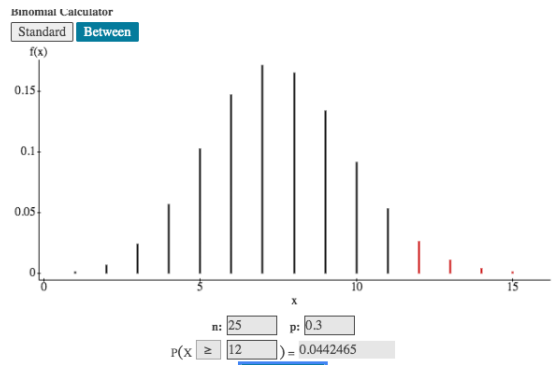 Binomial Calculator
Standard Between
f(x)
0.15
0.1
0.05
0
0 5 10 15
x
n: 25 p: 0.3
P(X ≥ 12 ) = 0.0442465